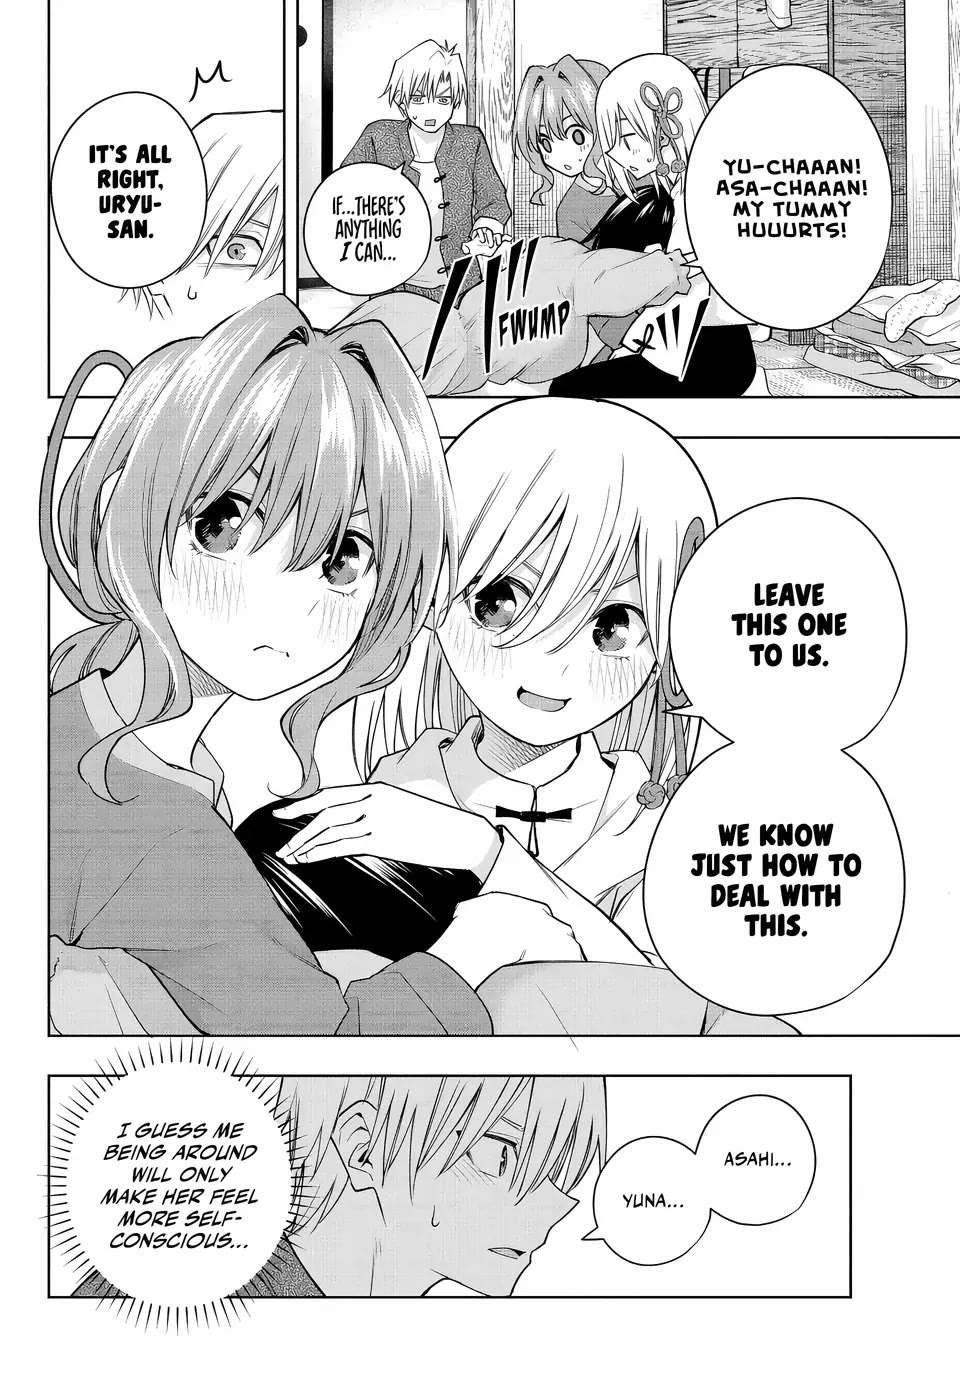 YU-CHAAAN!
ASA-CHAAAN!
MY TUMMY
HUUURTS!
IF...THERE'S
ANYTHING
I CAN...
FWUMP
IT'S ALL
RIGHT,
URYU-
SAN.
LEAVE
THIS ONE
TO US.
WE KNOW
JUST HOW TO
DEAL WITH
THIS.
I GUESS ME
BEING AROUND
WILL ONLY
MAKE HER FEEL
MORE SELF-
CONSCIOUS...
YUNA...
ASAHI...